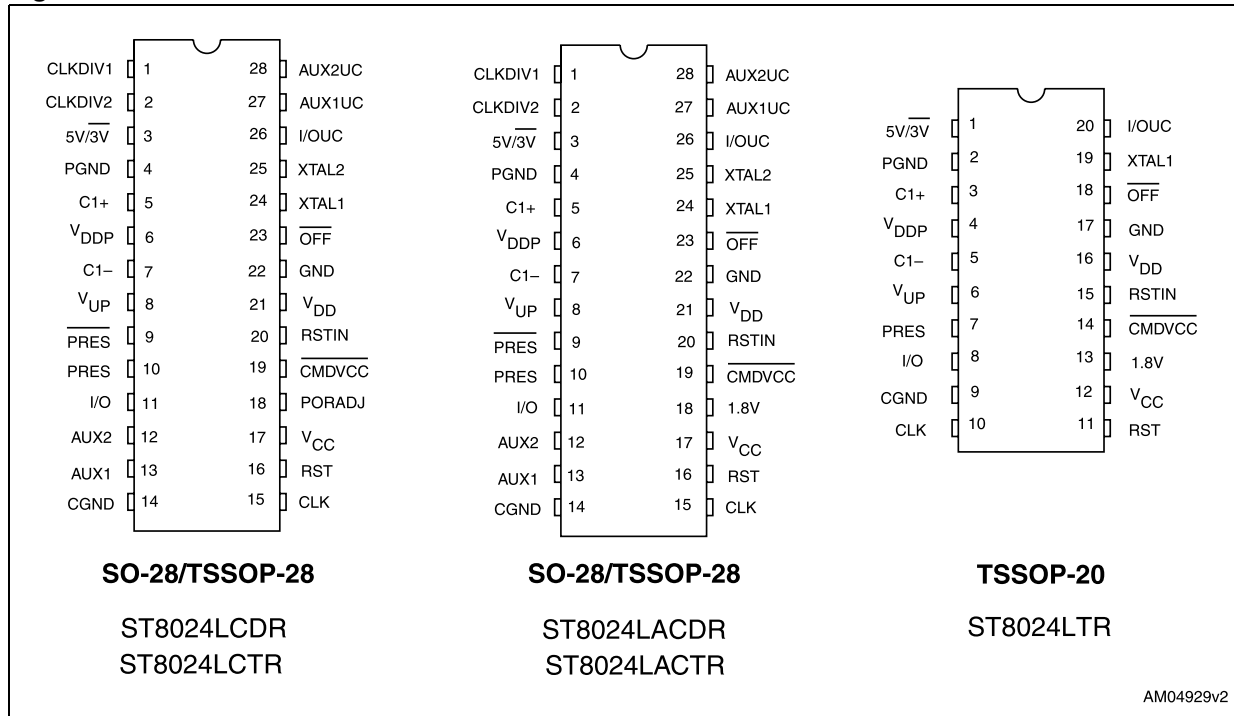 CLKDIV1 1 28 AUX2UC
CLKDIV2 2 27 AUX1UC
5V/3V̅ 3 26 I/OUC
PGND 4 25 XTAL2
C1+ 5 24 XTAL1
VDDP 6 23 O̅F̅F̅
C1– 7 22 GND
VUP 8 21 VDD
P̅R̅E̅S̅ 9 20 RSTIN
PRES 10 19 C̅M̅D̅V̅C̅C̅
I/O 11 18 PORADJ
AUX2 12 17 VCC
AUX1 13 16 RST
CGND 14 15 CLK
SO-28/TSSOP-28
ST8024LCDR
ST8024LCTR
CLKDIV1 1 28 AUX2UC
CLKDIV2 2 27 AUX1UC
5V/3V̅ 3 26 I/OUC
PGND 4 25 XTAL2
C1+ 5 24 XTAL1
VDDP 6 23 O̅F̅F̅
C1– 7 22 GND
VUP 8 21 VDD
P̅R̅E̅S̅ 9 20 RSTIN
PRES 10 19 C̅M̅D̅V̅C̅C̅
I/O 11 18 1.8V
AUX2 12 17 VCC
AUX1 13 16 RST
CGND 14 15 CLK
SO-28/TSSOP-28
ST8024LACDR
ST8024LACTR
5V/3V̅ 1 20 I/OUC
PGND 2 19 XTAL1
C1+ 3 18 O̅F̅F̅
VDDP 4 17 GND
C1– 5 16 VDD
VUP 6 15 RSTIN
PRES 7 14 C̅M̅D̅V̅C̅C̅
I/O 8 13 1.8V
CGND 9 12 VCC
CLK 10 11 RST
TSSOP-20
ST8024LTR
AM04929v2